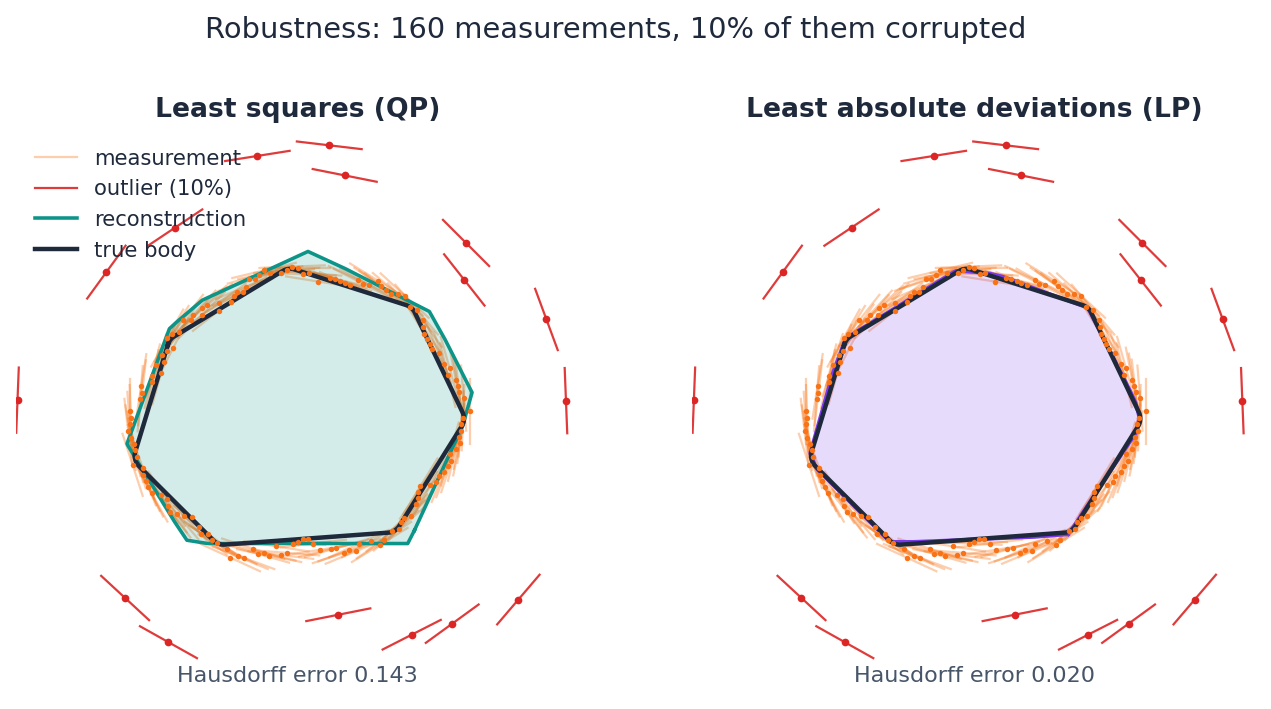 Robustness: 160 measurements, 10% of them corrupted
Least squares (QP)
measurement
outlier (10%)
reconstruction
true body
Hausdorff error 0.143
Least absolute deviations (LP)
Hausdorff error 0.020